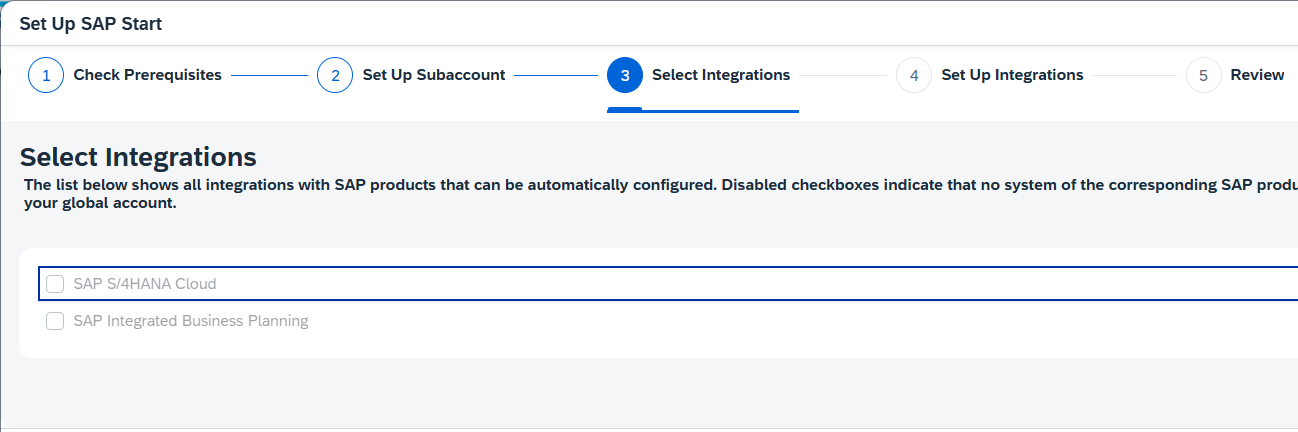 Set Up SAP Start
1 Check Prerequisites 2 Set Up Subaccount 3 Select Integrations 4 Set Up Integrations 5 Review
Select Integrations
The list below shows all integrations with SAP products that can be automatically configured. Disabled checkboxes indicate that no system of the corresponding SAP
your global account.
SAP S/4HANA Cloud
SAP Integrated Business Planning